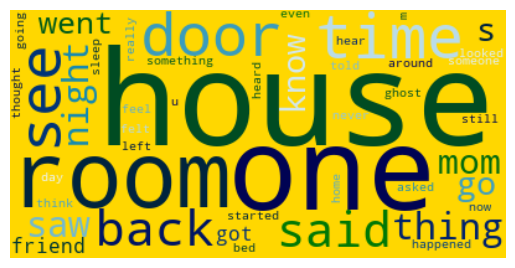 going
went
really
door
even
time
m
looked
s
someone
thought
see
night
sleep
something
heard
know
hear
told
around
house
ghost
still
u
feel
felt
left
never
room
one
mom
day
think
home
asked
go
now
saw
back
started
got
bed
said
thing
friend
happened